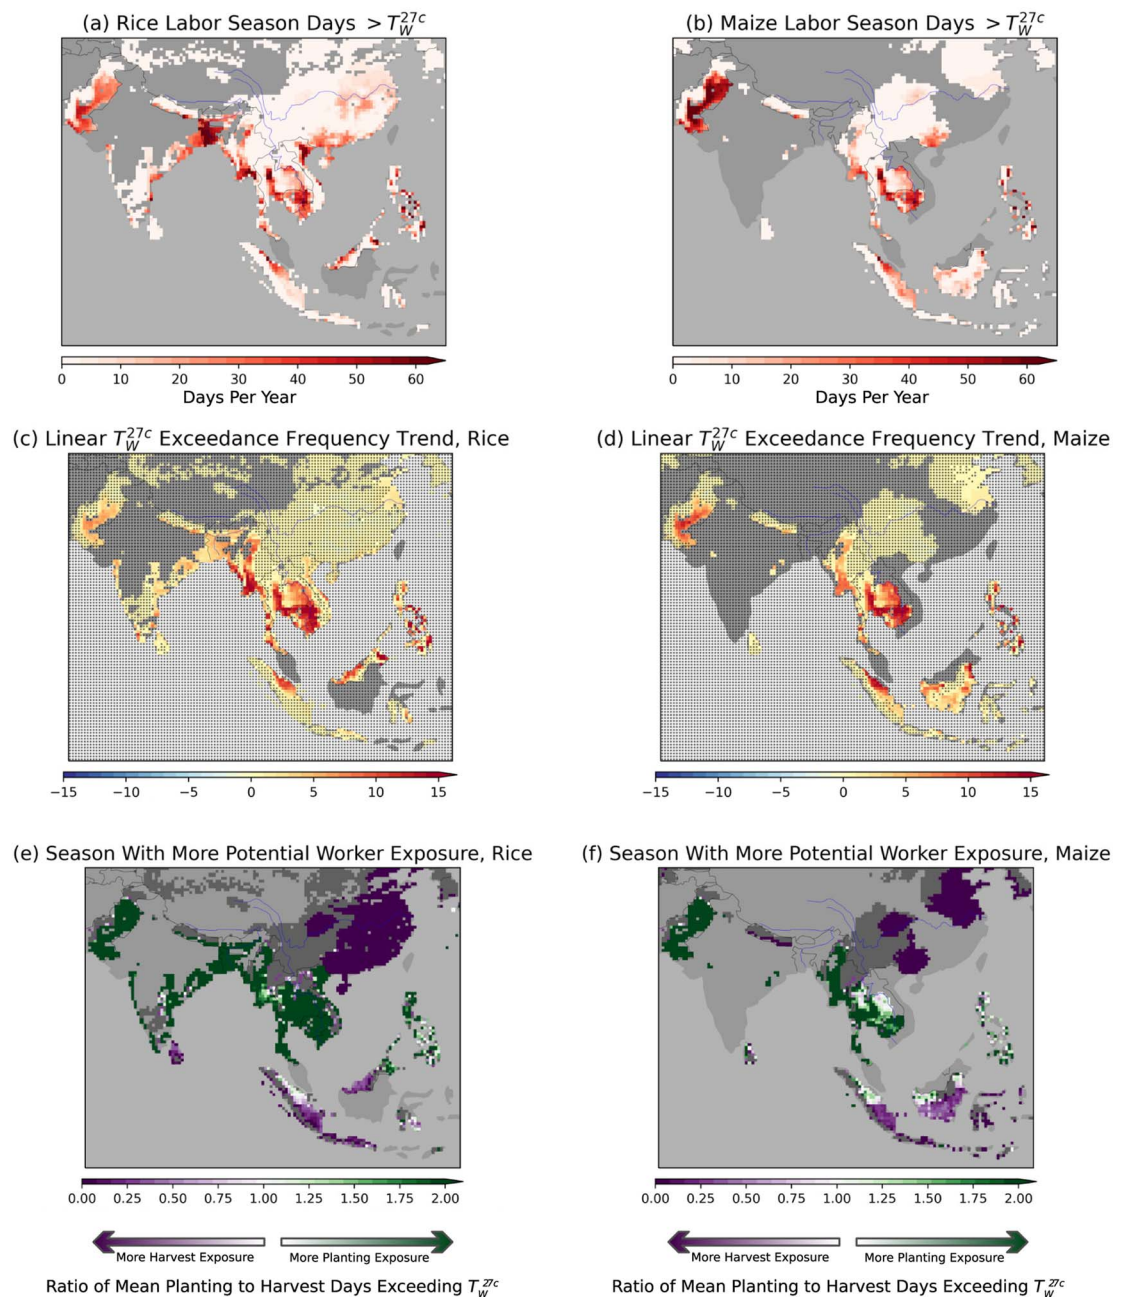 (a) Rice Labor Season Days > T_W^27c
(b) Maize Labor Season Days > T_W^27c
0 10 20 30 40 50 60
Days Per Year
0 10 20 30 40 50 60
Days Per Year
(c) Linear T_W^27c Exceedance Frequency Trend, Rice
(d) Linear T_W^27c Exceedance Frequency Trend, Maize
−15 −10 −5 0 5 10 15
−15 −10 −5 0 5 10 15
(e) Season With More Potential Worker Exposure, Rice
(f) Season With More Potential Worker Exposure, Maize
0.00 0.25 0.50 0.75 1.00 1.25 1.50 1.75 2.00
0.00 0.25 0.50 0.75 1.00 1.25 1.50 1.75 2.00
More Harvest Exposure
More Planting Exposure
More Harvest Exposure
More Planting Exposure
Ratio of Mean Planting to Harvest Days Exceeding T_W^27c
Ratio of Mean Planting to Harvest Days Exceeding T_W^27c